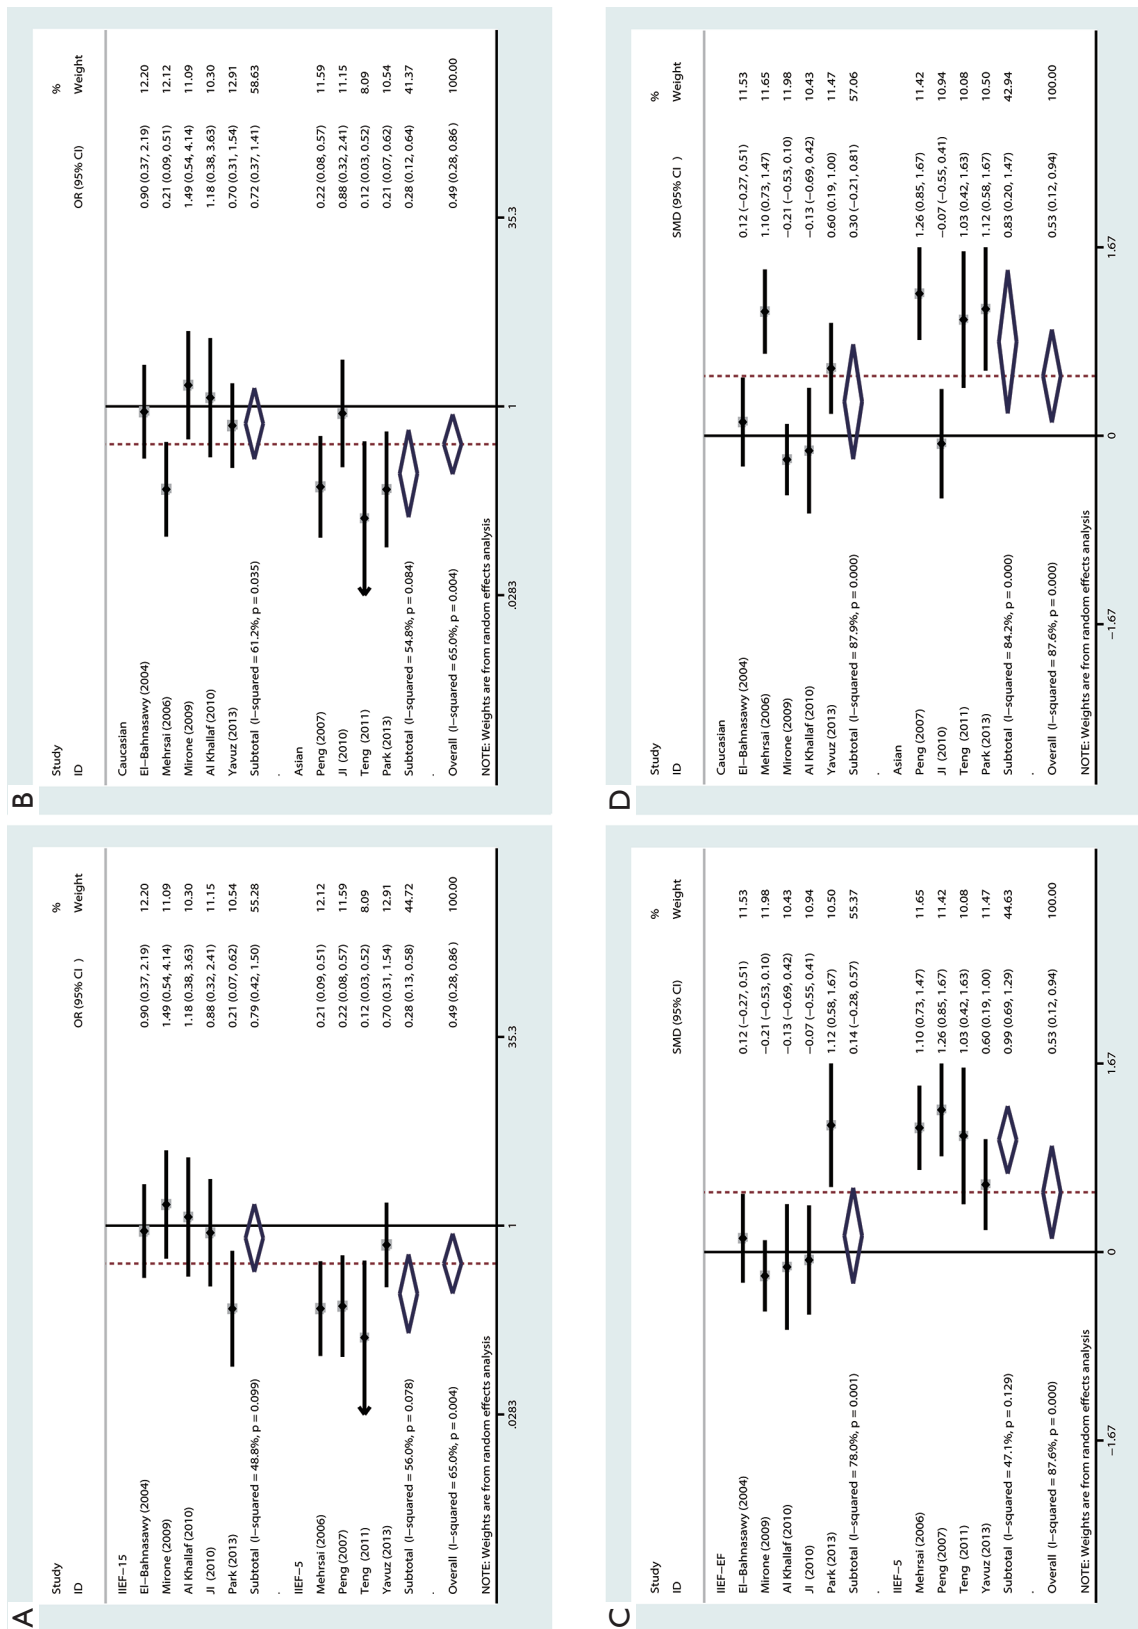 A
Study %
ID OR (95% CI ) Weight
IIEF−15
El−Bahnasawy (2004) 0.90 (0.37, 2.19) 12.20
Mirone (2009) 1.49 (0.54, 4.14) 11.09
Al Khallaf (2010) 1.18 (0.38, 3.63) 10.30
JI (2010) 0.88 (0.32, 2.41) 11.15
Park (2013) 0.21 (0.07, 0.62) 10.54
Subtotal (I−squared = 48.8%, p = 0.099) 0.79 (0.42, 1.50) 55.28
.
IIEF−5
Mehrsai (2006) 0.21 (0.09, 0.51) 12.12
Peng (2007) 0.22 (0.08, 0.57) 11.59
Teng (2011) 0.12 (0.03, 0.52) 8.09
Yavuz (2013) 0.70 (0.31, 1.54) 12.91
Subtotal (I−squared = 56.0%, p = 0.078) 0.28 (0.13, 0.58) 44.72
.
Overall (I−squared = 65.0%, p = 0.004) 0.49 (0.28, 0.86 ) 100.00
NOTE: Weights are from random effects analysis
.0283 1 35.3
B
Study %
ID OR (95% CI) Weight
Caucasian
El−Bahnasawy (2004) 0.90 (0.37, 2.19) 12.20
Mehrsai (2006) 0.21 (0.09, 0.51) 12.12
Mirone (2009) 1.49 (0.54, 4.14) 11.09
Al Khallaf (2010) 1.18 (0.38, 3.63) 10.30
Yavuz (2013) 0.70 (0.31, 1.54) 12.91
Subtotal (I−squared = 61.2%, p = 0.035) 0.72 (0.37, 1.41) 58.63
.
Asian
Peng (2007) 0.22 (0.08, 0.57) 11.59
JI (2010) 0.88 (0.32, 2.41) 11.15
Teng (2011) 0.12 (0.03, 0.52) 8.09
Park (2013) 0.21 (0.07, 0.62) 10.54
Subtotal (I−squared = 54.8%, p = 0.084) 0.28 (0.12, 0.64) 41.37
.
Overall (I−squared = 65.0%, p = 0.004) 0.49 (0.28, 0.86 ) 100.00
NOTE: Weights are from random effects analysis
.0283 1 35.3
C
Study %
ID SMD (95% CI) Weight
IIEF−EF
El−Bahnasawy (2004) 0.12 (−0.27, 0.51) 11.53
Mirone (2009) −0.21 (−0.53, 0.10) 11.98
Al Khallaf (2010) −0.13 (−0.69, 0.42) 10.43
JI (2010) −0.07 (−0.55, 0.41) 10.94
Park (2013) 1.12 (0.58, 1.67) 10.50
Subtotal (I−squared = 78.0%, p = 0.001) 0.14 (−0.28, 0.57) 55.37
.
IIEF−5
Mehrsai (2006) 1.10 (0.73, 1.47) 11.65
Peng (2007) 1.26 (0.85, 1.67) 11.42
Teng (2011) 1.03 (0.42, 1.63) 10.08
Yavuz (2013) 0.60 (0.19, 1.00) 11.47
Subtotal (I−squared = 47.1%, p = 0.129) 0.99 (0.69, 1.29) 44.63
.
Overall (I−squared = 87.6%, p = 0.000) 0.53 (0.12, 0.94) 100.00
NOTE: Weights are from random effects analysis
−1.67 0 1.67
D
Study %
ID SMD (95% CI ) Weight
Caucasian
El−Bahnasawy (2004) 0.12 (−0.27, 0.51) 11.53
Mehrsai (2006) 1.10 (0.73, 1.47) 11.65
Mirone (2009) −0.21 (−0.53, 0.10) 11.98
Al Khallaf (2010) −0.13 (−0.69, 0.42) 10.43
Yavuz (2013) 0.60 (0.19, 1.00) 11.47
Subtotal (I−squared = 87.9%, p = 0.000) 0.30 (−0.21, 0.81) 57.06
.
Asian
Peng (2007) 1.26 (0.85, 1.67) 11.42
JI (2010) −0.07 (−0.55, 0.41) 10.94
Teng (2011) 1.03 (0.42, 1.63) 10.08
Park (2013) 1.12 (0.58, 1.67) 10.50
Subtotal (I−squared = 84.2%, p = 0.000) 0.83 (0.20, 1.47) 42.94
.
Overall (I−squared = 87.6%, p = 0.000) 0.53 (0.12, 0.94) 100.00
NOTE: Weights are from random effects analysis
−1.67 0 1.67